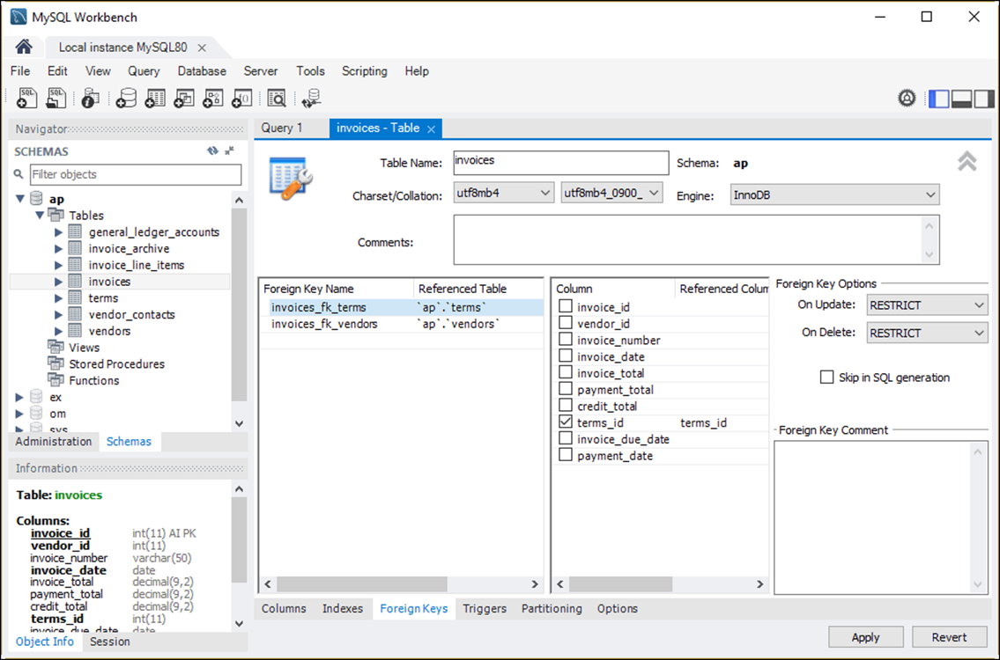 MySQL Workbench
Local instance MySQL80
File Edit View Query Database Server Tools Scripting Help
Navigator
SCHEMAS
Filter objects
ap
Tables
general_ledger_accounts
invoice_archive
invoice_line_items
invoices
terms
vendor_contacts
vendors
Views
Stored Procedures
Functions
ex
om
sys
Administration Schemas
Information
Table: invoices
Columns:
invoice_id int(11) AI PK
vendor_id int(11)
invoice_number varchar(50)
invoice_date date
invoice_total decimal(9,2)
payment_total decimal(9,2)
credit_total decimal(9,2)
terms_id int(11)
invoice_due_date date
Object Info Session
Query 1 invoices - Table
Table Name: invoices Schema: ap
Charset/Collation: utf8mb4 utf8mb4_0900_ Engine: InnoDB
Comments:
Foreign Key Name Referenced Table
invoices_fk_terms `ap`.`terms`
invoices_fk_vendors `ap`.`vendors`
Column Referenced Colum
invoice_id
vendor_id
invoice_number
invoice_date
invoice_total
payment_total
credit_total
terms_id terms_id
invoice_due_date
payment_date
Foreign Key Options
On Update: RESTRICT
On Delete: RESTRICT
Skip in SQL generation
Foreign Key Comment
Columns Indexes Foreign Keys Triggers Partitioning Options
Apply Revert